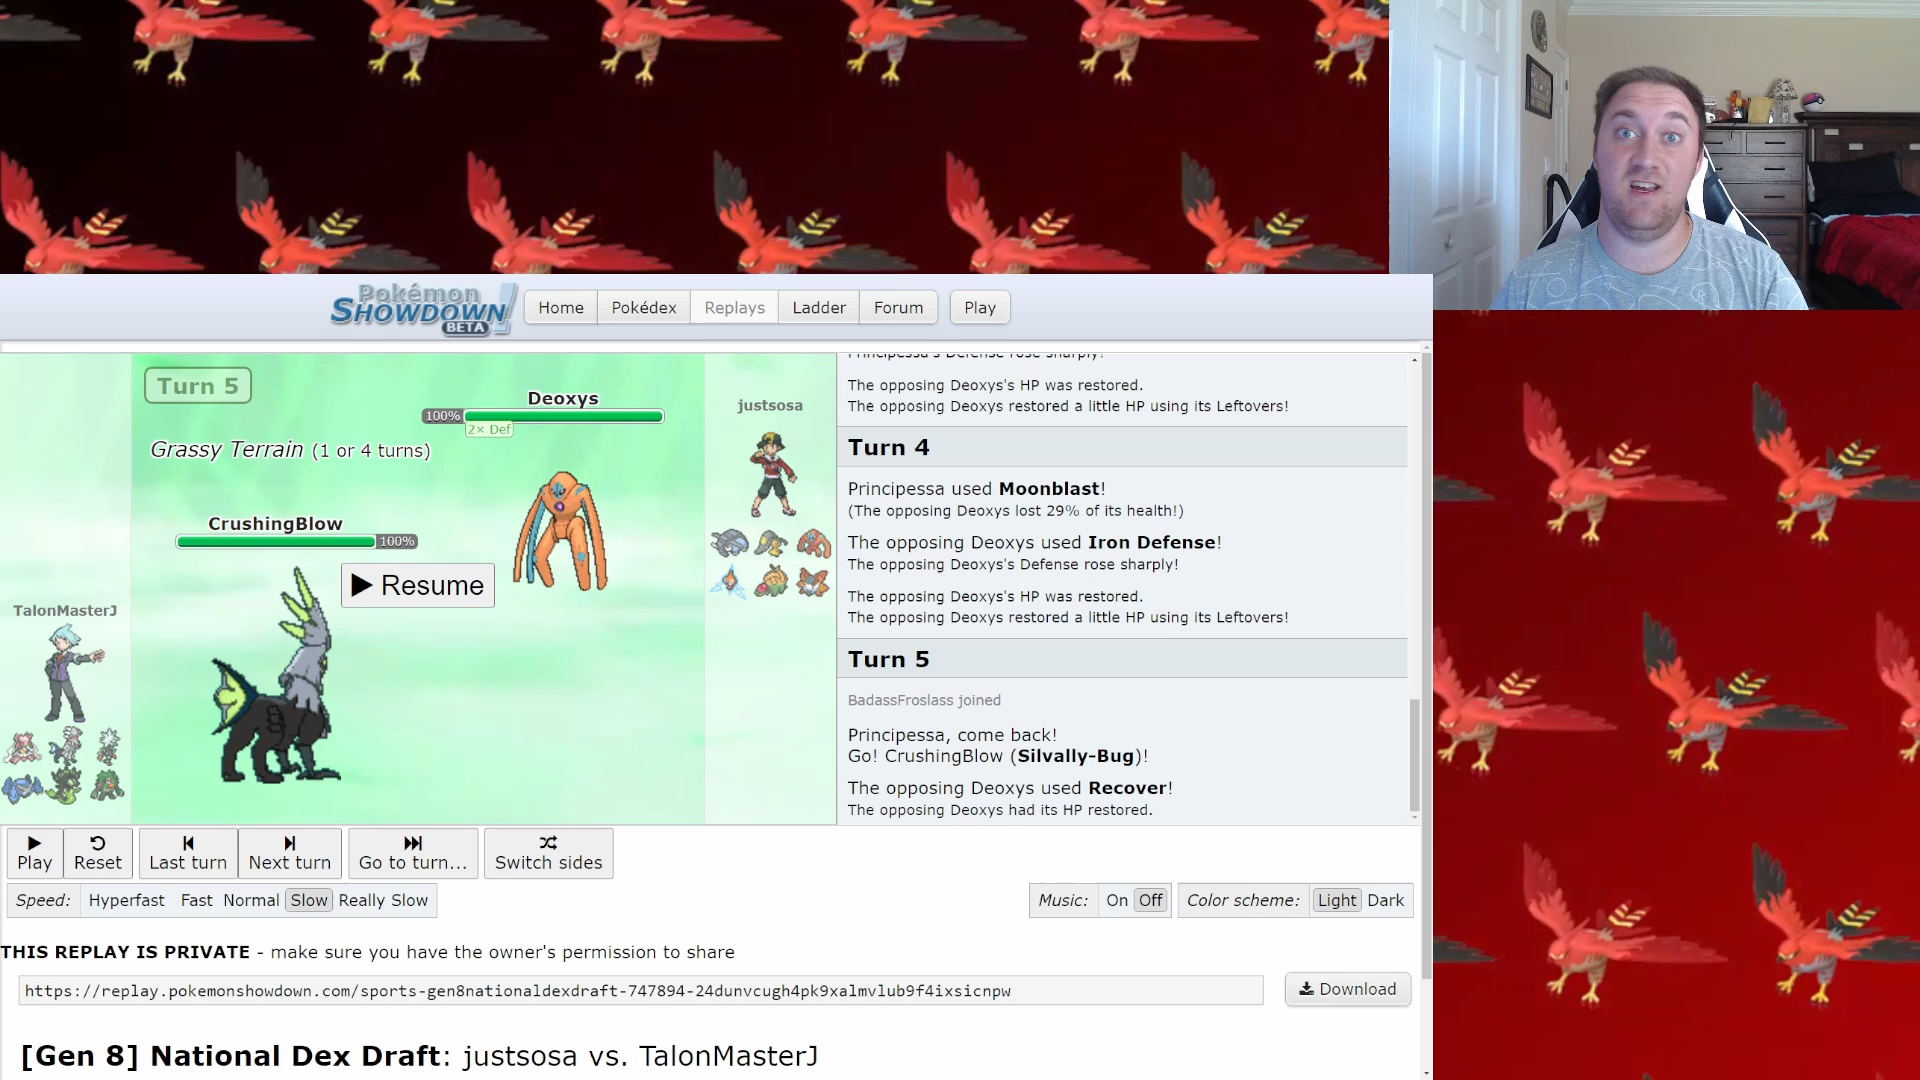 Pokémon
SHOWDOWN!
BETA
Home
Pokédex
Replays
Ladder
Forum
Play
Turn 5
Grassy Terrain (1 or 4 turns)
Deoxys
100%
2× Def
CrushingBlow
100%
Resume
TalonMasterJ
justsosa
Principessa's Defense rose sharply!
The opposing Deoxys's HP was restored.
The opposing Deoxys restored a little HP using its Leftovers!
Turn 4
Principessa used Moonblast!
(The opposing Deoxys lost 29% of its health!)
The opposing Deoxys used Iron Defense!
The opposing Deoxys's Defense rose sharply!
The opposing Deoxys's HP was restored.
The opposing Deoxys restored a little HP using its Leftovers!
Turn 5
BadassFroslass joined
Principessa, come back!
Go! CrushingBlow (Silvally-Bug)!
The opposing Deoxys used Recover!
The opposing Deoxys had its HP restored.
Play
Reset
Last turn
Next turn
Go to turn...
Switch sides
Speed: Hyperfast Fast Normal Slow Really Slow
Music: On Off
Color scheme: Light Dark
THIS REPLAY IS PRIVATE - make sure you have the owner's permission to share
https://replay.pokemonshowdown.com/sports-gen8nationaldexdraft-747894-24dunvcugh4pk9xalmvlub9f4ixsicnpw
Download
[Gen 8] National Dex Draft: justsosa vs. TalonMasterJ